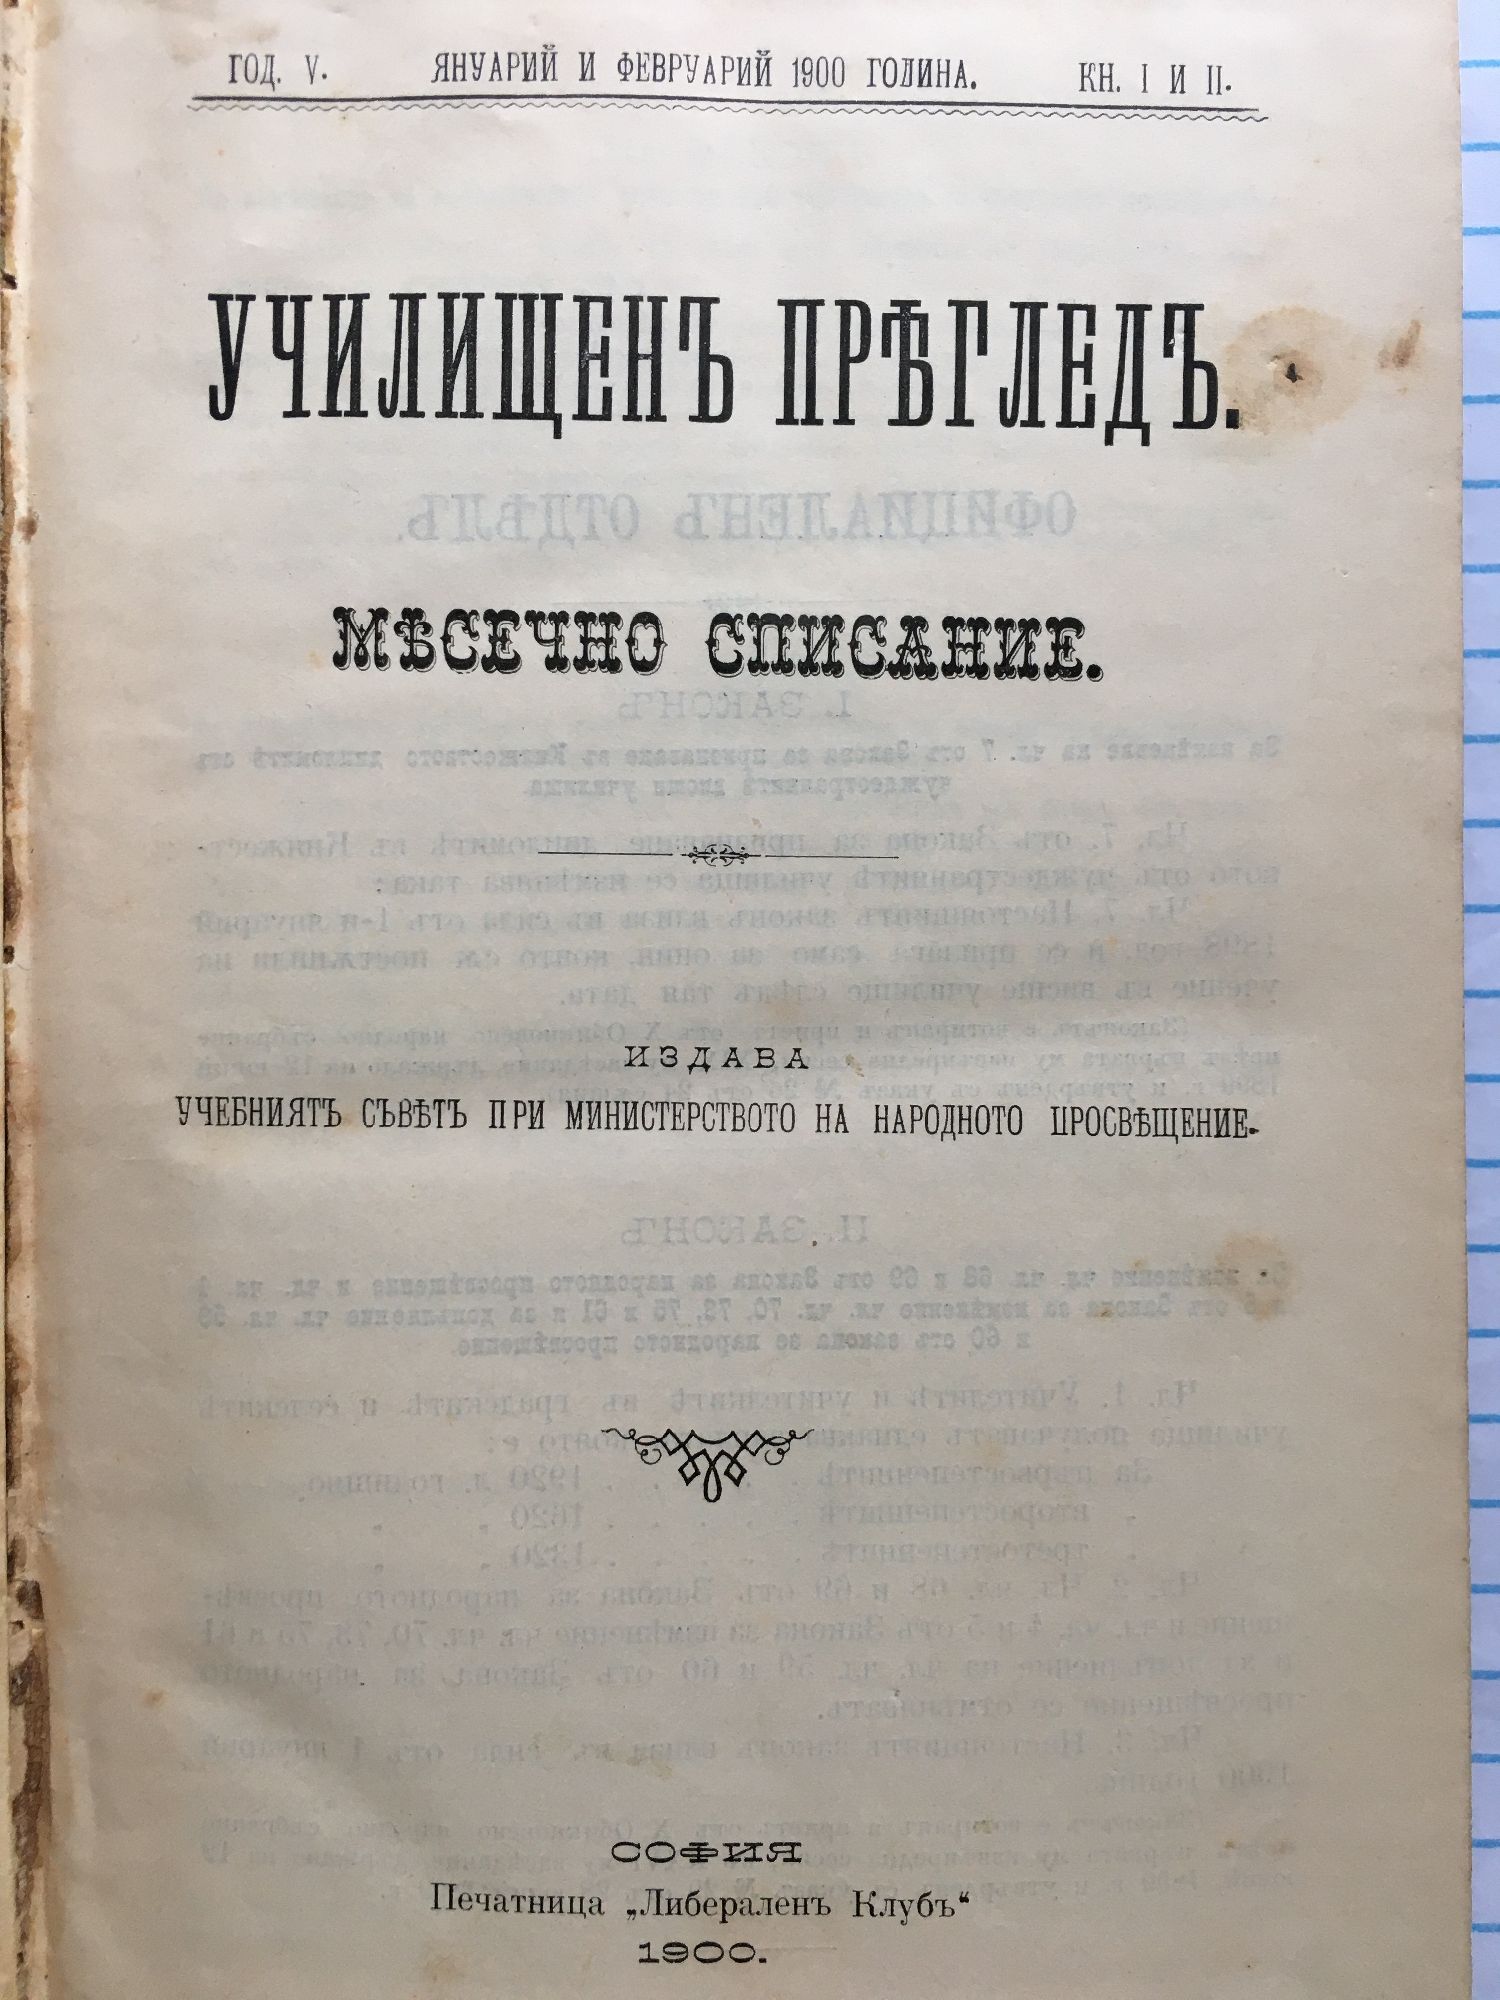 ГОД. V. ЯНУАРИЙ И ФЕВРУАРИЙ 1900 ГОДИНА. КН. I И II.
УЧИЛИЩЕНЪ ПРѢГЛЕДЪ.
МѢСЕЧНО СПИСАНИЕ.
ИЗДАВА
УЧЕБНИЯТЪ СЪВѢТЪ ПРИ МИНИСТЕРСТВОТО НА НАРОДНОТО ПРОСВѢЩЕНИЕ.
СОФИЯ
Печатница „Либераленъ Клубъ“
1900.